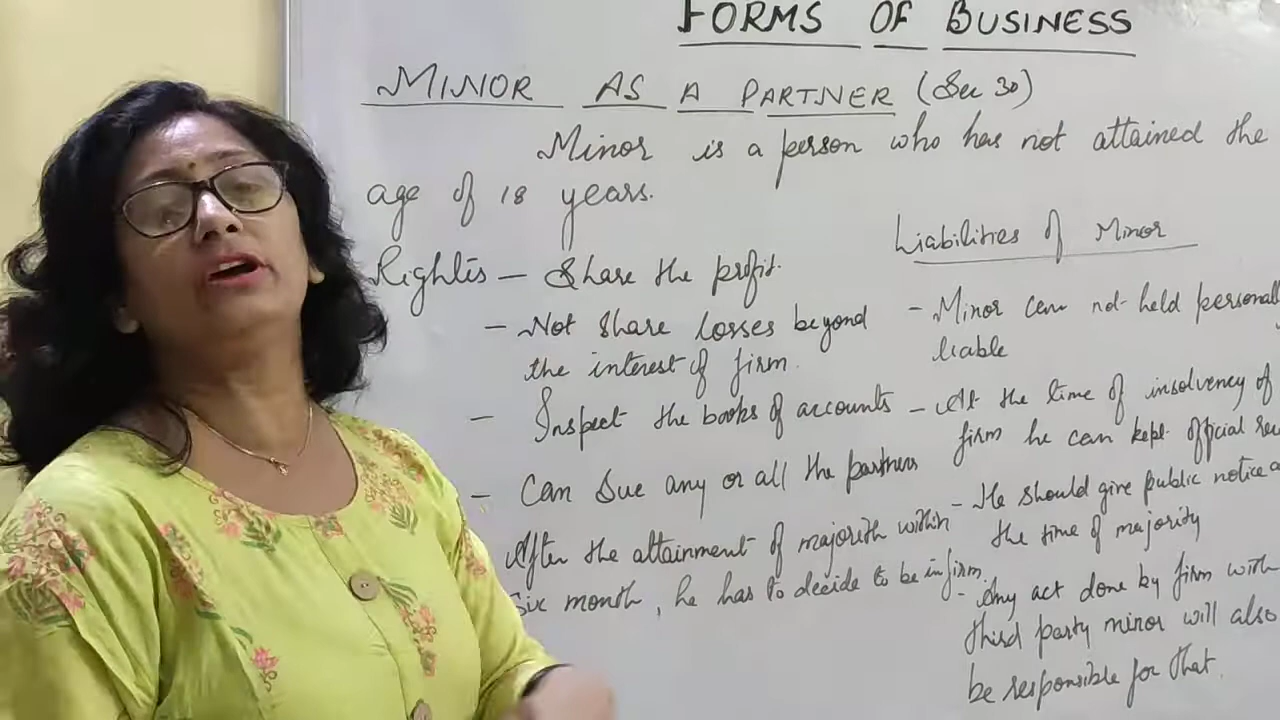 FORMS OF BUSINESS
MINOR AS A PARTNER (Sec 30)
Minor is a person who has not attained the
age of 18 years.
Rights - Share the profit.
- Not share losses beyond
the interest of firm.
- Inspect the books of accounts
- Can Sue any or all the partners
After the attainment of majorith within
Six month, he has to decide to be in firm.
Liabilities of Minor
- Minor can not held personally
liable
- At the time of insolvency of
firm he can kept official
- He should give public notice a
the time of majority
- Any act done by firm with
third party minor will also
be responsible for that.